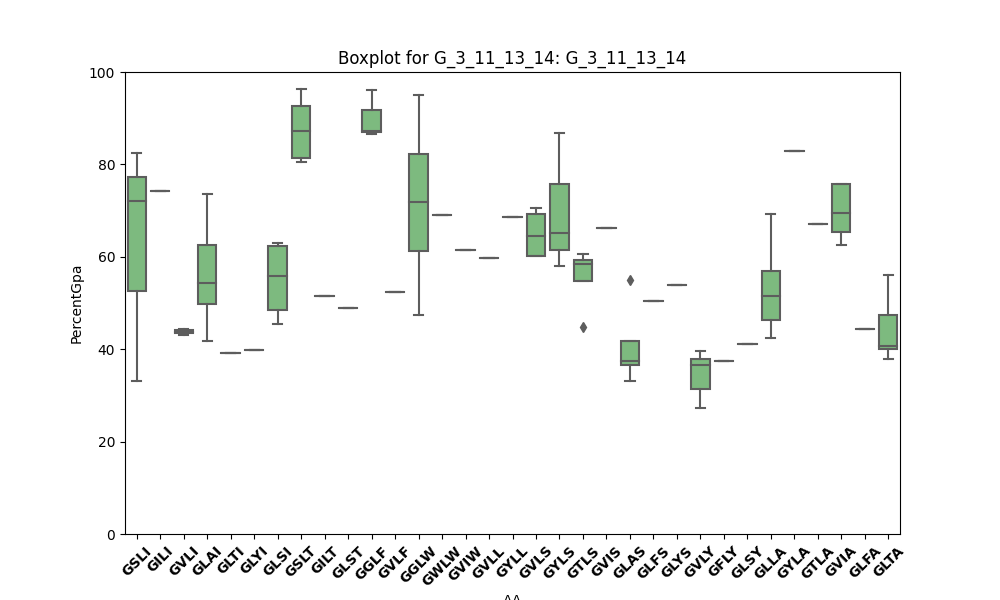 Boxplot for G_3_11_13_14: G_3_11_13_14
PercentGpa
100
80
60
40
20
0
GSLI
GILI
GVLI
GLAI
GLTI
GLYI
GLSI
GSLT
GILT
GLST
GGLF
GVLF
GGLW
GWLW
GVIW
GVLL
GYLL
GVLS
GYLS
GTLS
GVIS
GLAS
GLFS
GLYS
GVLY
GFLY
GLSY
GLLA
GYLA
GTLA
GVIA
GLFA
GLTA
AA